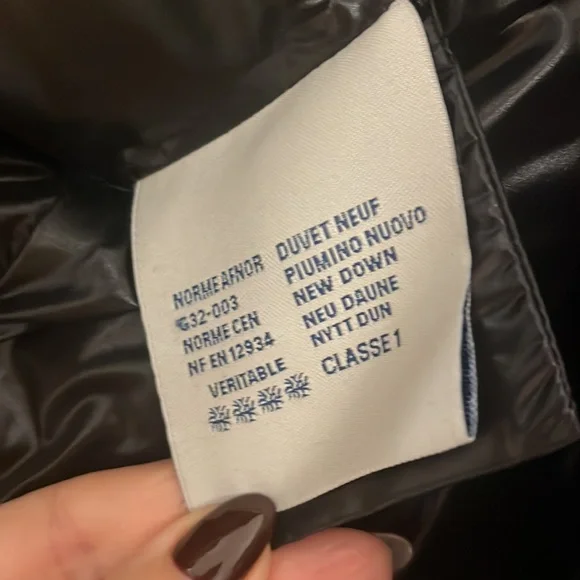 NORME AFNOR
G32-003
NORME CEN
NF EN 12934
VERITABLE
DUVET NEUF
PIUMINO NUOVO
NEW DOWN
NEU DAUNE
NYTT DUN
CLASSE 1